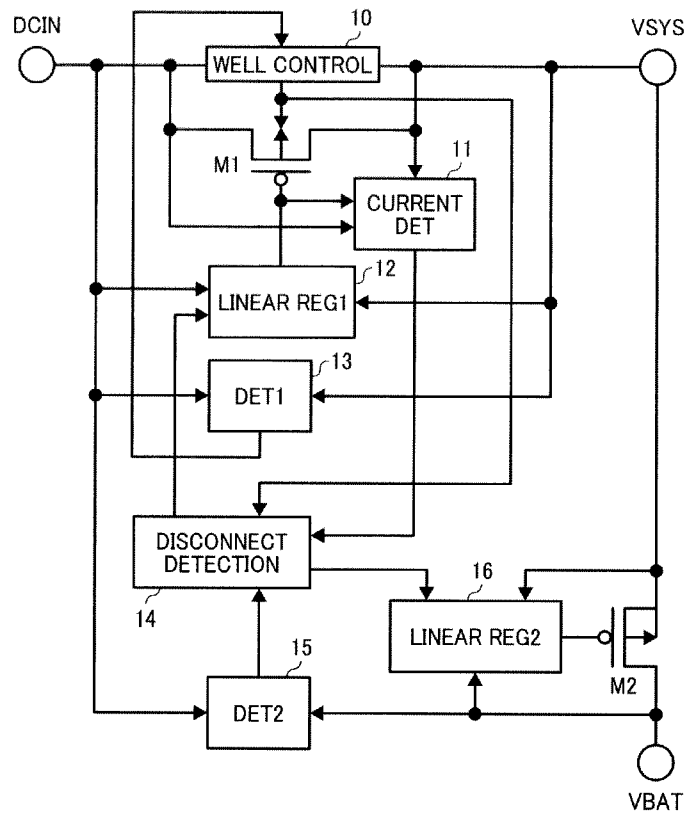 DCIN
10
VSYS
WELL CONTROL
M1
11
CURRENT
DET
12
LINEAR REG1
13
DET1
DISCONNECT
DETECTION
14
16
LINEAR REG2
M2
15
DET2
VBAT